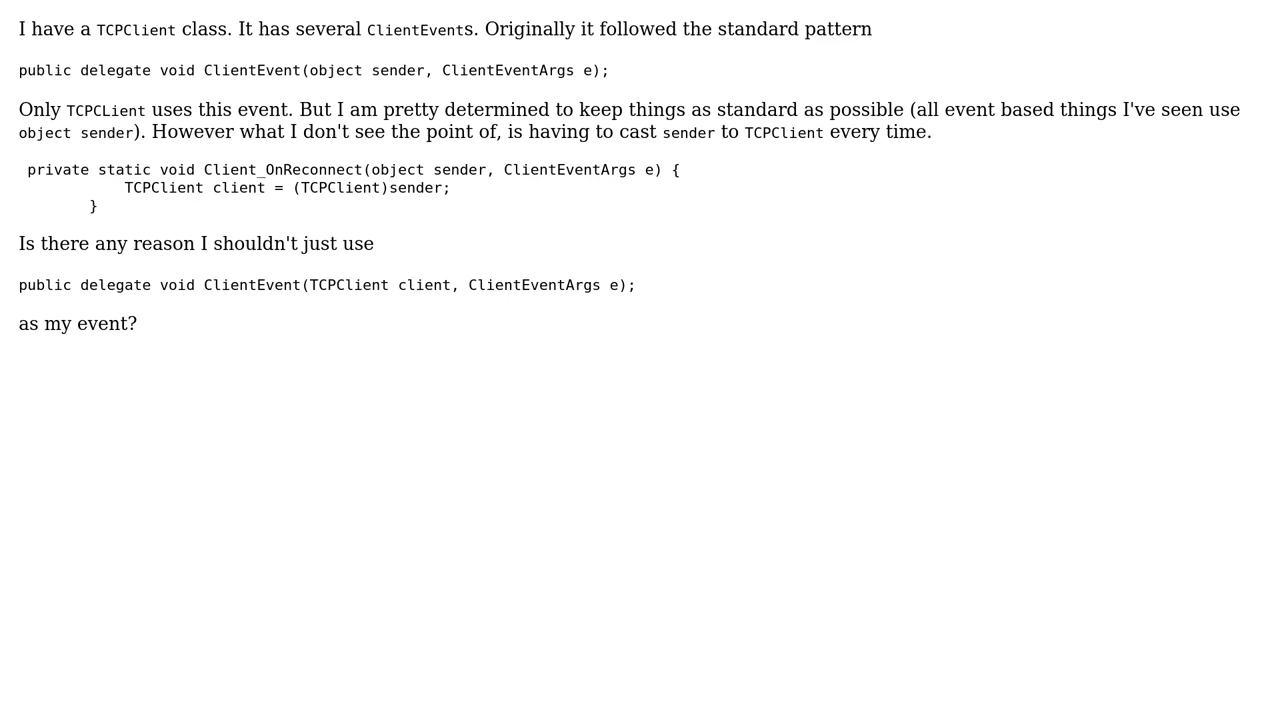 I have a TCPClient class. It has several ClientEvents. Originally it followed the standard pattern
public delegate void ClientEvent(object sender, ClientEventArgs e);
Only TCPCLient uses this event. But I am pretty determined to keep things as standard as possible (all event based things I've seen use
object sender). However what I don't see the point of, is having to cast sender to TCPClient every time.
private static void Client_OnReconnect(object sender, ClientEventArgs e) {
TCPClient client = (TCPClient)sender;
}
Is there any reason I shouldn't just use
public delegate void ClientEvent(TCPClient client, ClientEventArgs e);
as my event?